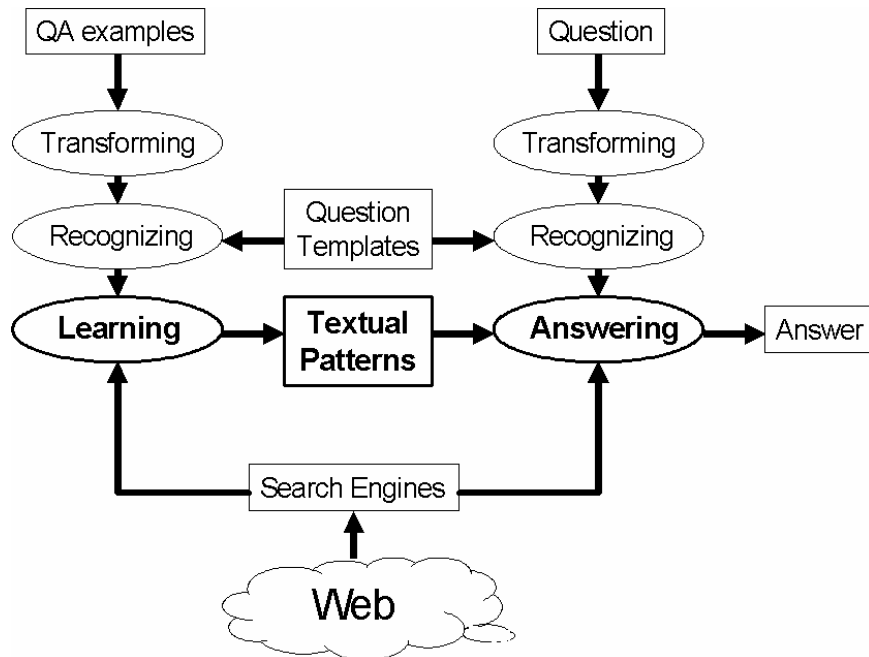 QA examples
Question
Transforming
Transforming
Recognizing
Question
Templates
Recognizing
Learning
Textual
Patterns
Answering
Answer
Search Engines
Web